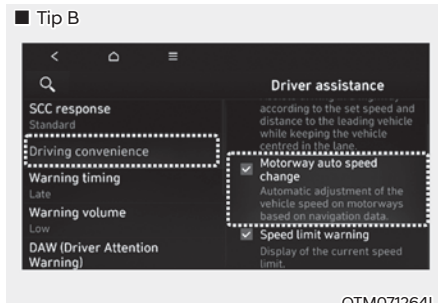 ■ Tip B
Driver assistance
SCC response
Standard
Driving convenience
Warning timing
Late
Warning volume
Low
DAW (Driver Attention
Warning)
according to the set speed and
distance to the leading vehicle
while keeping the vehicle
centred in the lane.
Motorway auto speed
change
Automatic adjustment of the
vehicle speed on motorways
based on navigation data.
Speed limit warning
Display of the current speed
limit.